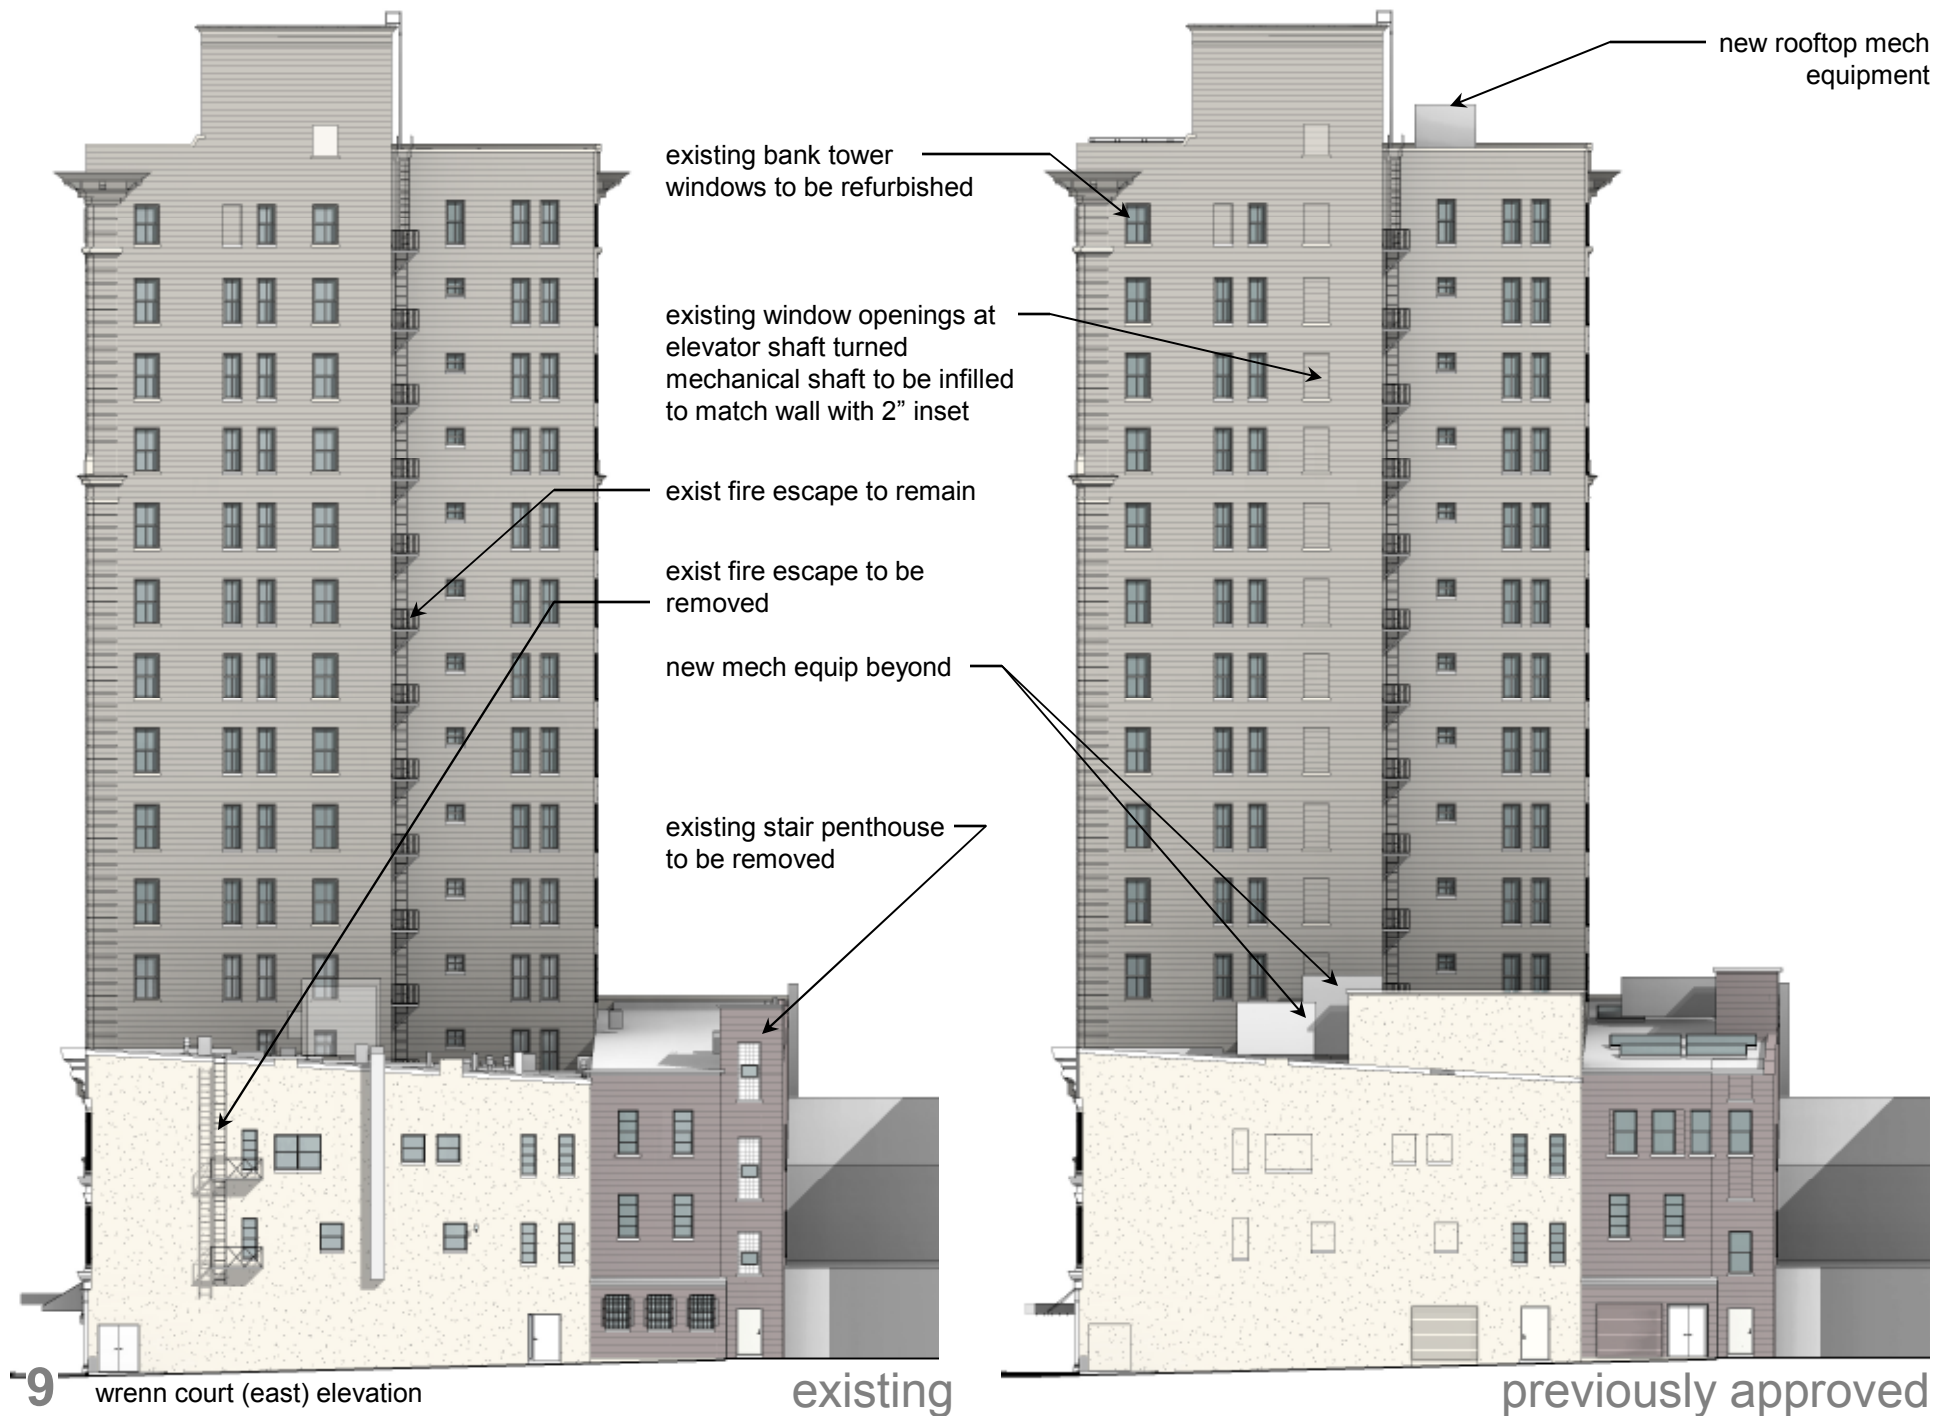 new rooftop mech
equipment
existing bank tower
windows to be refurbished
existing window openings at
elevator shaft turned
mechanical shaft to be infilled
to match wall with 2” inset
exist fire escape to remain
exist fire escape to be
removed
new mech equip beyond
existing stair penthouse
to be removed
9 wrenn court (east) elevation
existing
previously approved